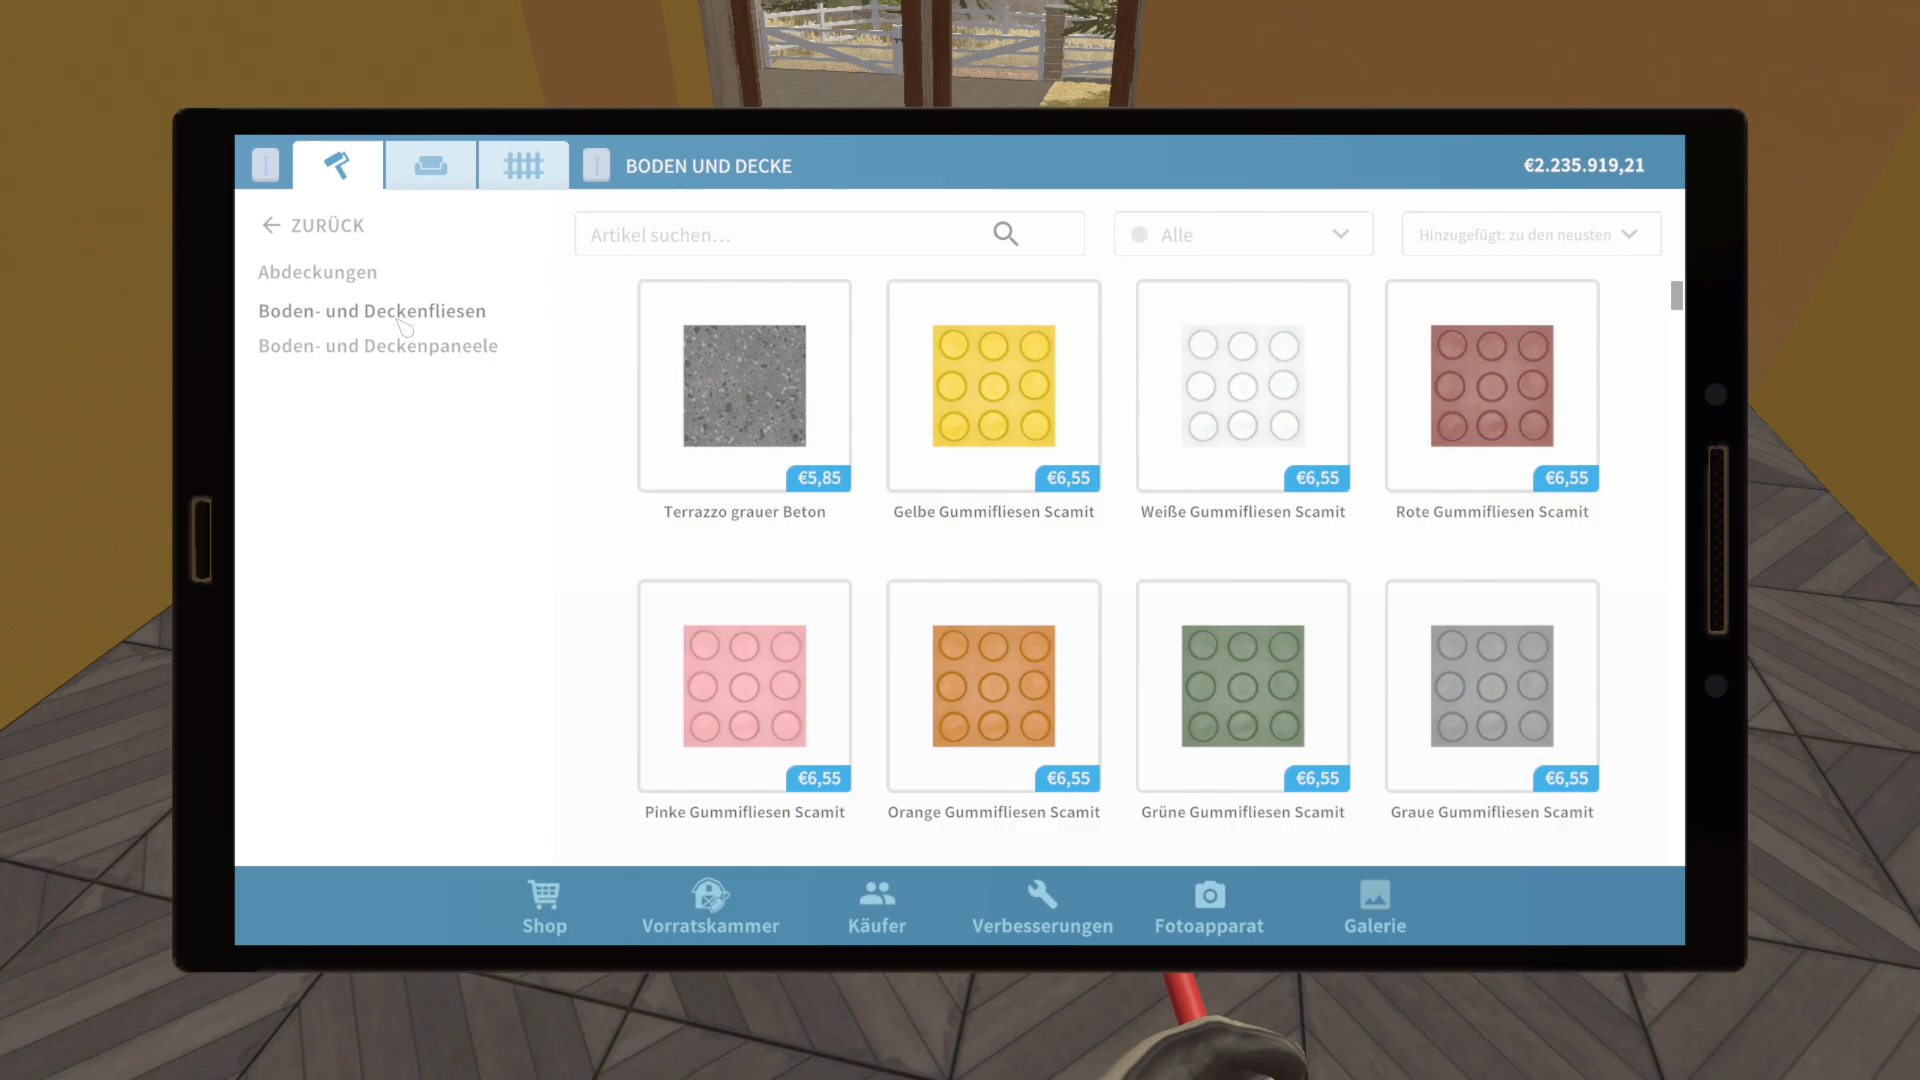 [
]
BODEN UND DECKE
€2.235.919,21
ZURÜCK
Abdeckungen
Boden- und Deckenfliesen
Boden- und Deckenpaneele
Artikel suchen...
Alle
Hinzugefügt: zu den neusten
€5,85
€6,55
€6,55
€6,55
Terrazzo grauer Beton
Gelbe Gummifliesen Scamit
Weiße Gummifliesen Scamit
Rote Gummifliesen Scamit
€6,55
€6,55
€6,55
€6,55
Pinke Gummifliesen Scamit
Orange Gummifliesen Scamit
Grüne Gummifliesen Scamit
Graue Gummifliesen Scamit
Shop
Vorratskammer
Käufer
Verbesserungen
Fotoapparat
Galerie